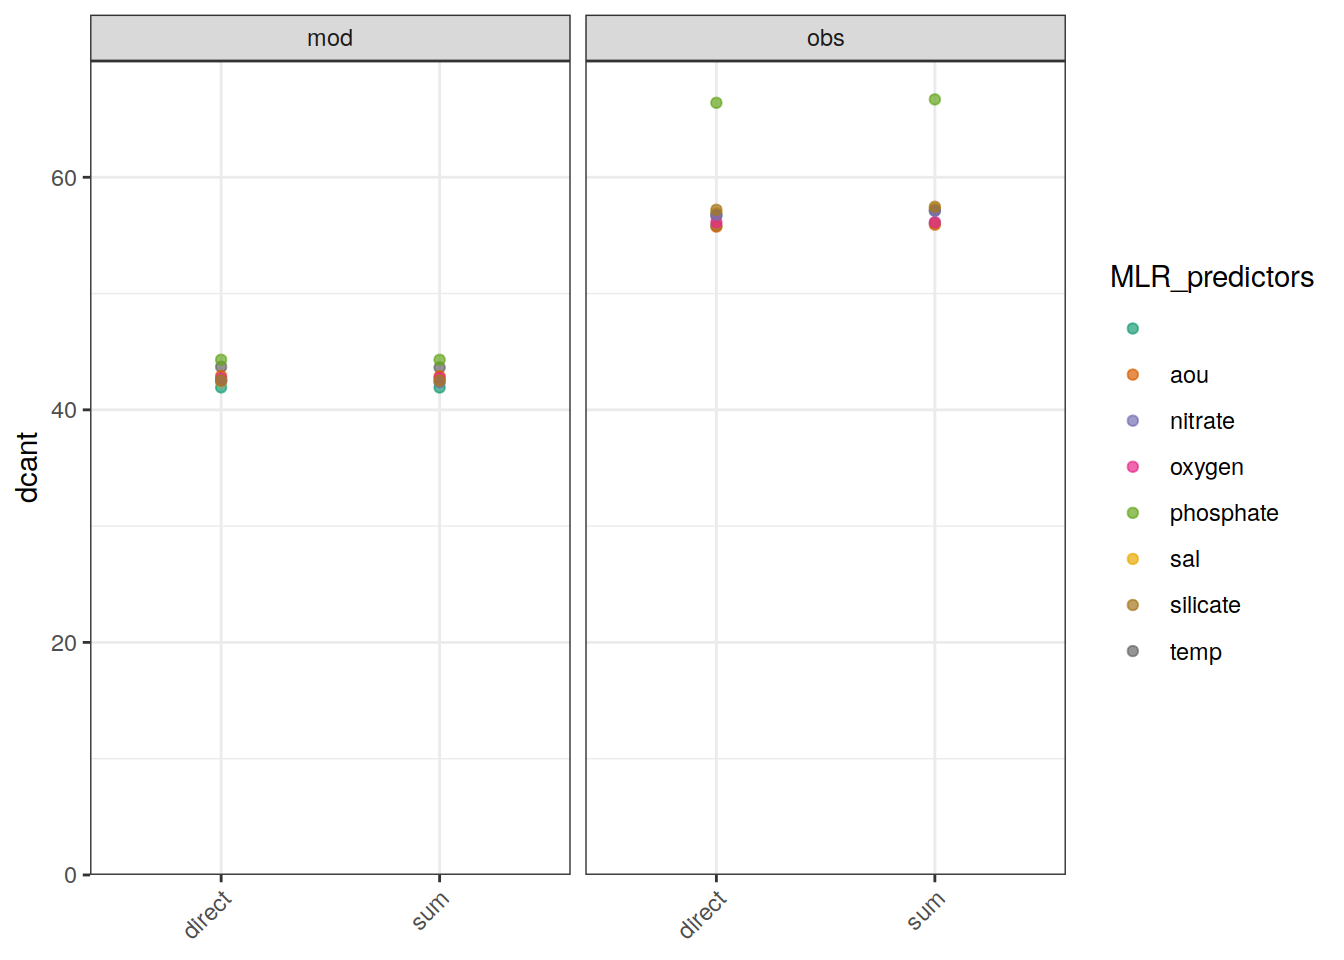 mod
obs
60
40
20
0
dcant
direct
sum
direct
sum
MLR_predictors
aou
nitrate
oxygen
phosphate
sal
silicate
temp